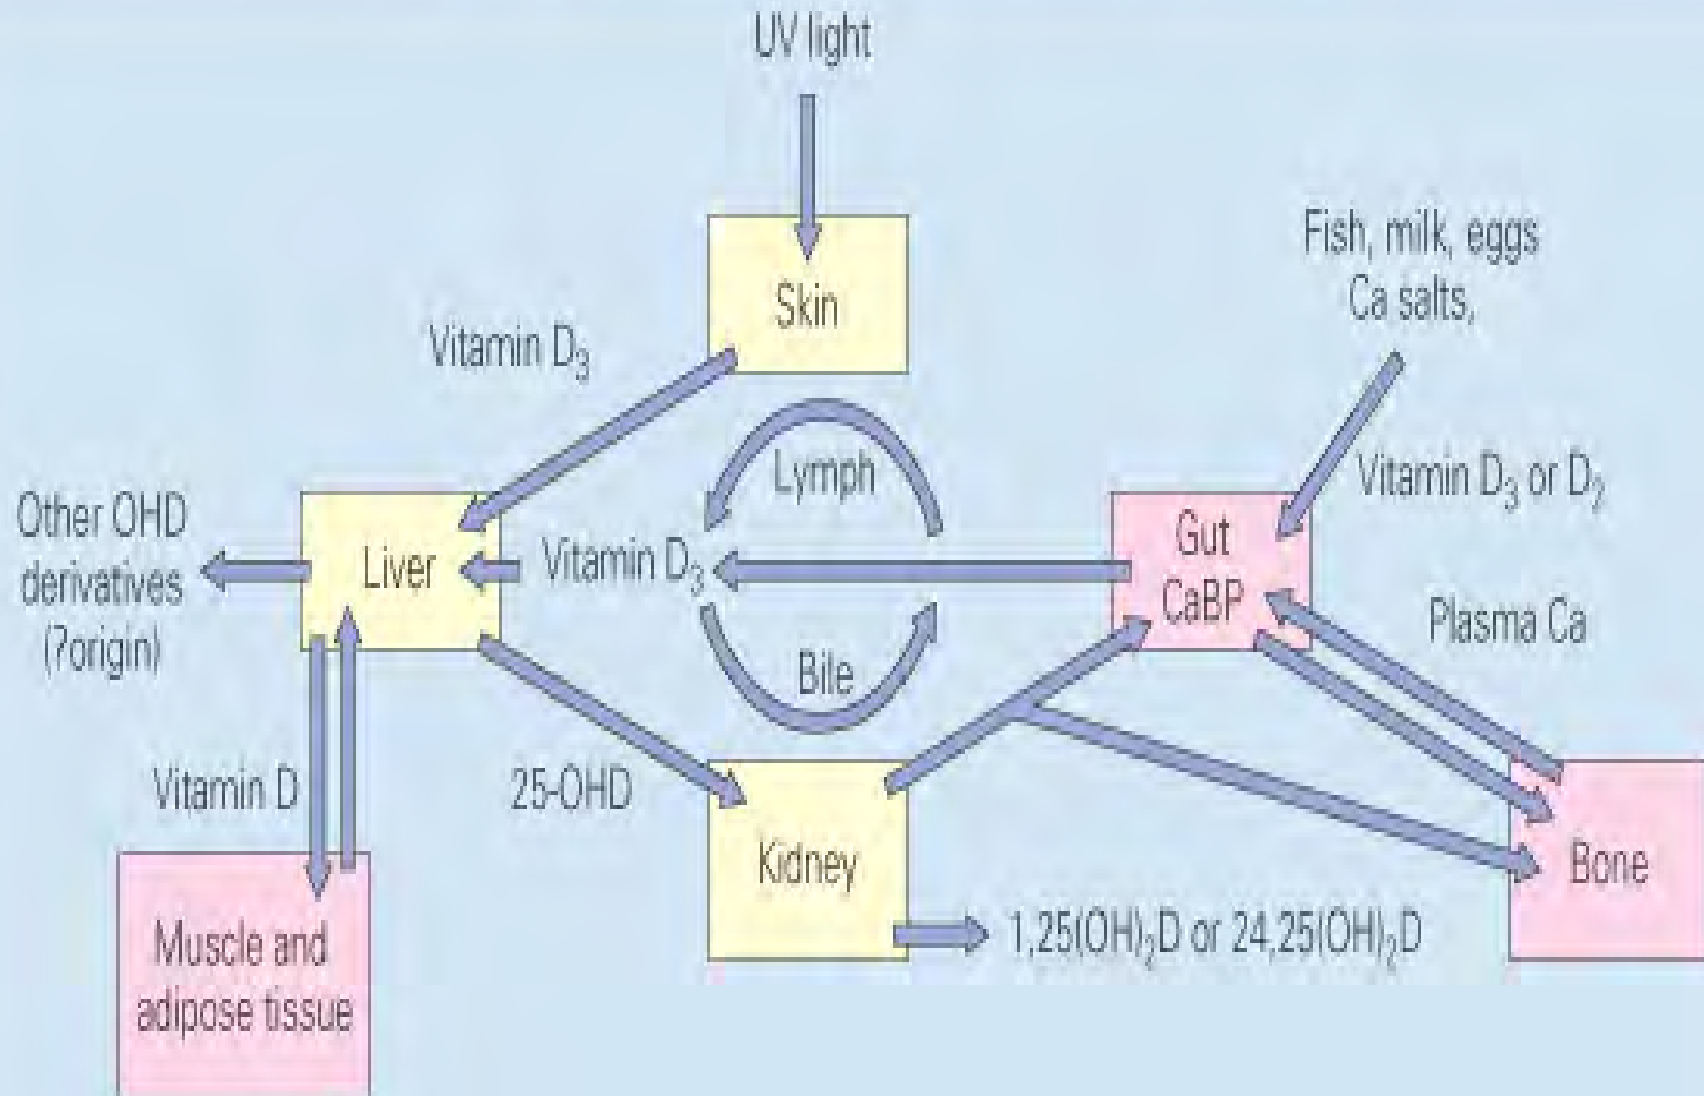 UV light
Skin
Fish, milk, eggs
Ca salts,
Vitamin D₃
Lymph
Vitamin D₃ or D₂
Other OHD
derivatives
(?origin)
Liver
Vitamin D₃
Gut
CaBP
Plasma Ca
Bile
Vitamin D
25-OHD
Kidney
Bone
1,25(OH)₂D or 24,25(OH)₂D
Muscle and
adipose tissue